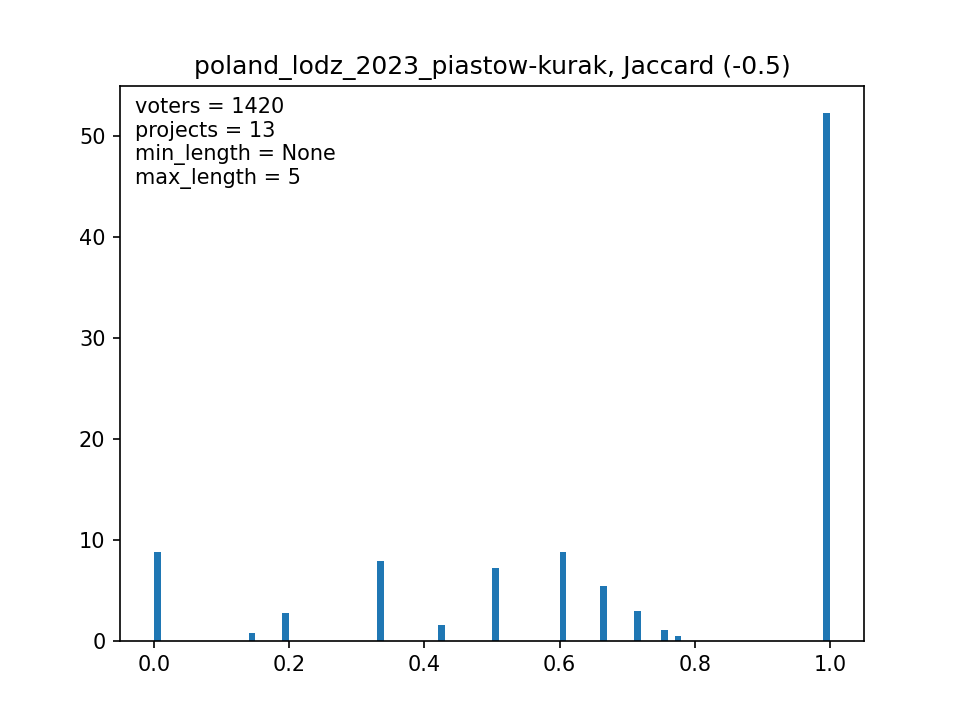 poland_lodz_2023_piastow-kurak, Jaccard (-0.5)
voters = 1420
projects = 13
min_length = None
max_length = 5
50
40
30
20
10
0
0.0 0.2 0.4 0.6 0.8 1.0